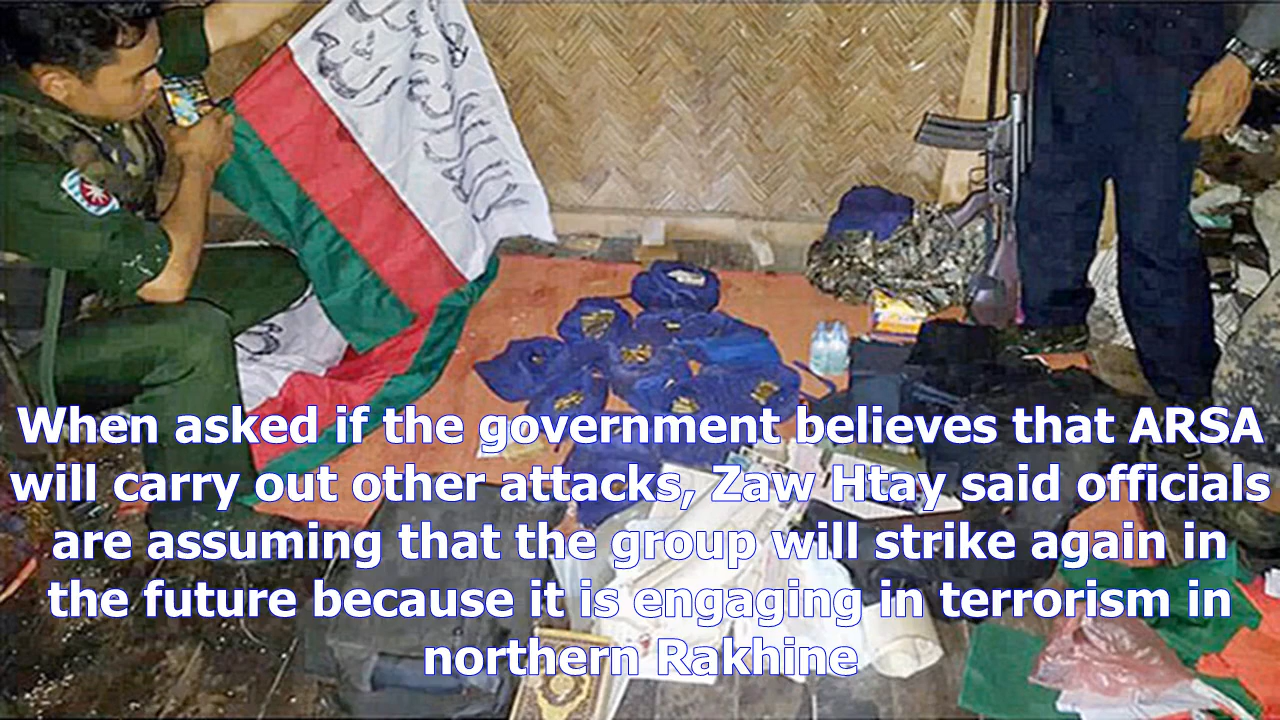 When asked if the government believes that ARSA
will carry out other attacks, Zaw Htay said officials
are assuming that the group will strike again in
the future because it is engaging in terrorism in
northern Rakhine